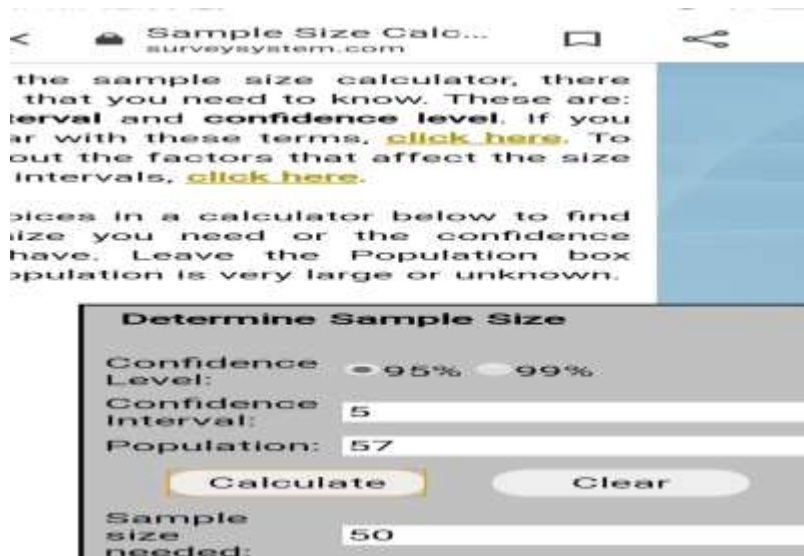 Sample Size Calc...
surveysystem.com
the sample size calculator, there
that you need to know. These are:
erval and confidence level. If you
ar with these terms, click here. To
out the factors that affect the size
intervals, click here.
oices in a calculator below to find
ize you need or the confidence
have. Leave the Population box
opulation is very large or unknown.
Determine Sample Size
Confidence Level: 95% 99%
Confidence Interval: 5
Population: 57
Calculate Clear
Sample size needed: 50